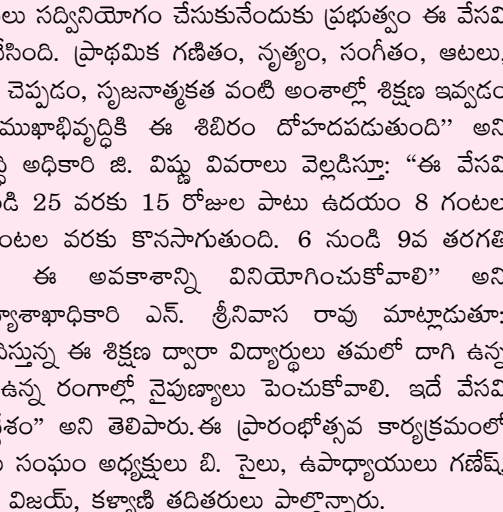 లు సద్వినియోగం చేసుకునేందుకు ప్రభుత్వం ఈ వేసవి
సింది. ప్రాథమిక గణితం, నృత్యం, సంగీతం, ఆటలు,
చెప్పడం, సృజనాత్మకత వంటి అంశాల్లో శిక్షణ ఇవ్వడం
ముఖాభివృద్ధికి ఈ శిబిరం దోహదపడుతుంది’’ అని
అధికారి జి. విష్ణు వివరాలు వెల్లడిస్తూ: “ఈ వేసవి
డి 25 వరకు 15 రోజుల పాటు ఉదయం 8 గంటల
ంటల వరకు కొనసాగుతుంది. 6 నుండి 9వ తరగతి
ఈ అవకాశాన్ని వినియోగించుకోవాలి’’ అని
్యాశాఖాధికారి ఎన్. శ్రీనివాస రావు మాట్లాడుతూ:
ిస్తున్న ఈ శిక్షణ ద్వారా విద్యార్థులు తమలో దాగి ఉన్న
ఉన్న రంగాల్లో నైపుణ్యాలు పెంచుకోవాలి. ఇదే వేసవి
శం” అని తెలిపారు.ఈ ప్రారంభోత్సవ కార్యక్రమంలో
సంఘం అధ్యక్షులు బి. సైలు, ఉపాధ్యాయులు గణేష్,
విజయ్, కళ్యాణి తదితరులు పాల్గొన్నారు.